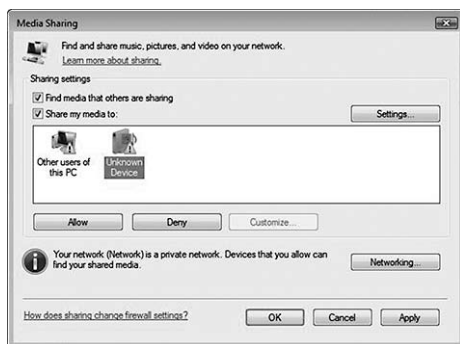 Media Sharing
Find and share music, pictures, and video on your network.
Learn more about sharing.
Sharing settings
Find media that others are sharing
Share my media to:
Settings...
Other users of
this PC
Unknown
Device
Allow
Deny
Customize...
Your network (Network) is a private network. Devices that you allow can
find your shared media.
Networking...
How does sharing change firewall settings?
OK
Cancel
Apply